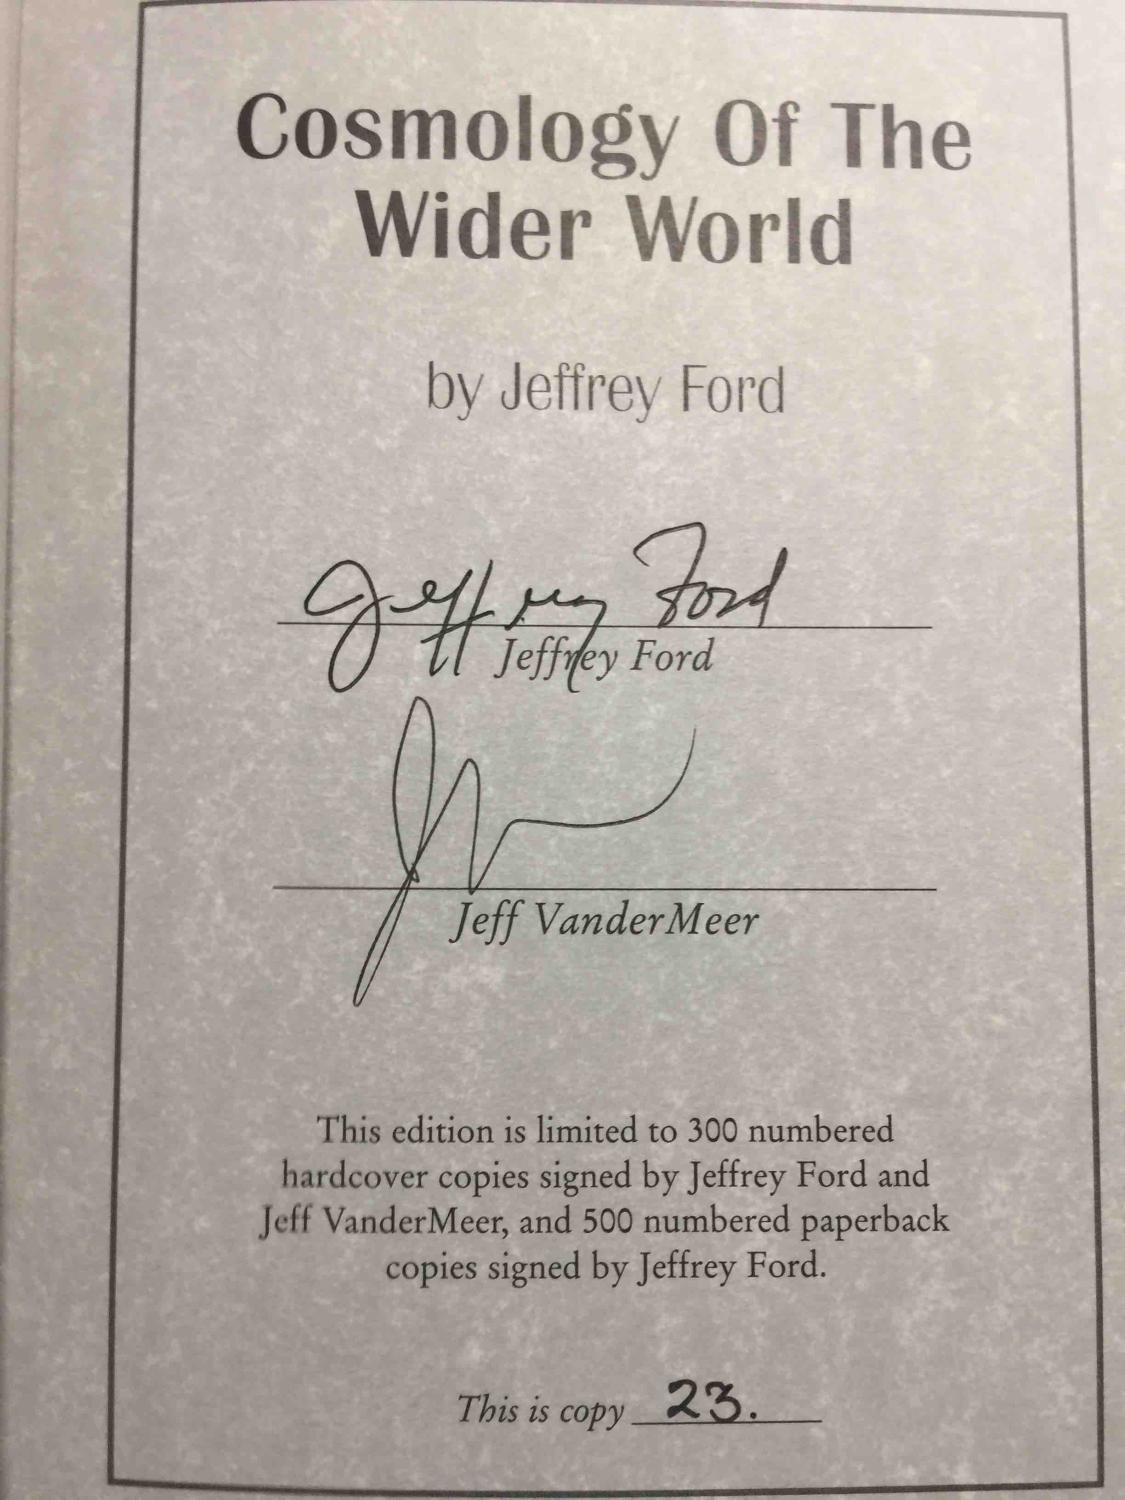 Cosmology Of The
Wider World
by Jeffrey Ford
Jeffrey Ford
Jeffrey Ford
Jeff VanderMeer
This edition is limited to 300 numbered
hardcover copies signed by Jeffrey Ford and
Jeff VanderMeer, and 500 numbered paperback
copies signed by Jeffrey Ford.
This is copy 23.